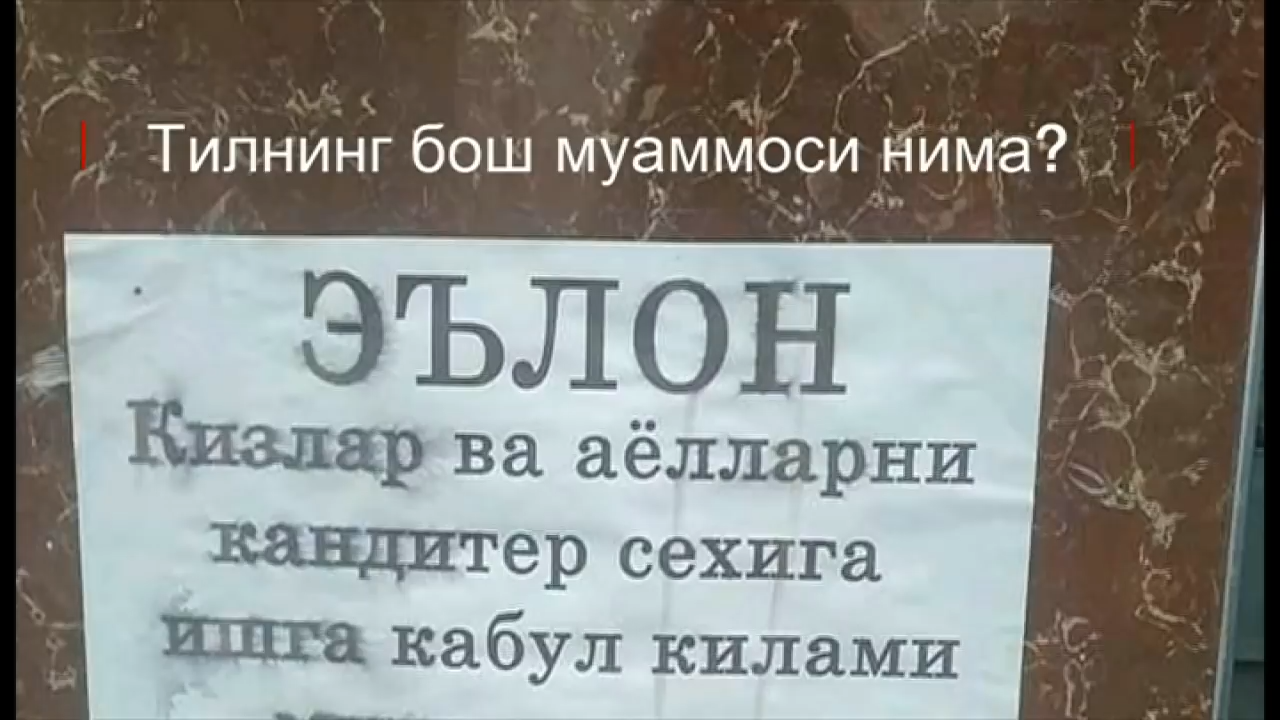 Тилнинг бош муаммоси нима?
ЭЪЛОН
Кизлар ва аёлларни
кандитер сехига
ишга кабул килами